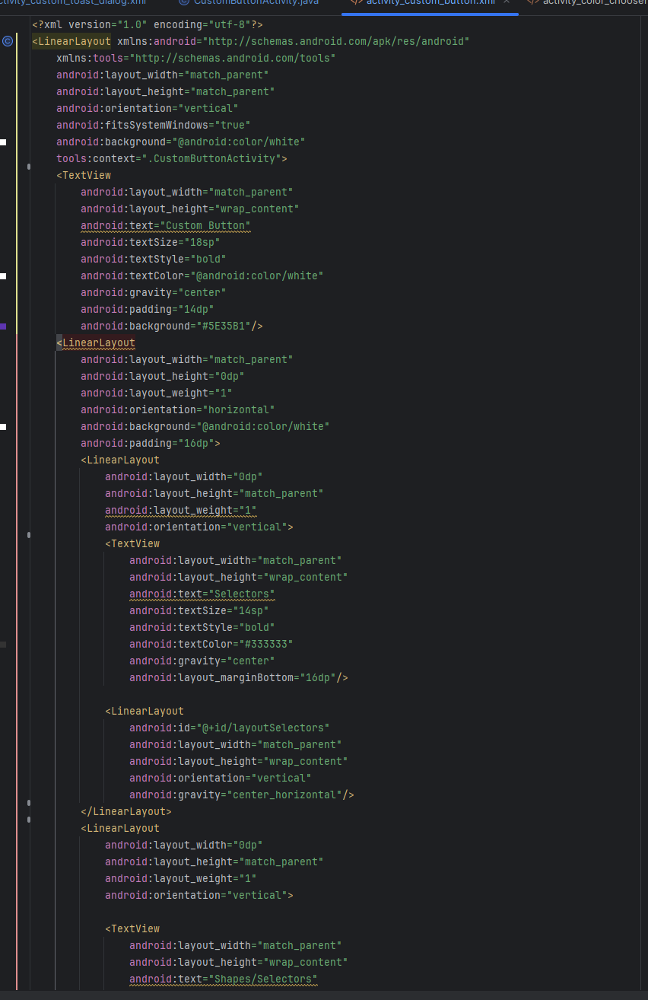 activity_custom_toast_dialog.xml CustomButtonActivity.java activity_custom_button.xml activity_color_chooser
<?xml version="1.0" encoding="utf-8"?>
<LinearLayout xmlns:android="http://schemas.android.com/apk/res/android"
    xmlns:tools="http://schemas.android.com/tools"
    android:layout_width="match_parent"
    android:layout_height="match_parent"
    android:orientation="vertical"
    android:fitsSystemWindows="true"
    android:background="@android:color/white"
    tools:context=".CustomButtonActivity">
    <TextView
        android:layout_width="match_parent"
        android:layout_height="wrap_content"
        android:text="Custom Button"
        android:textSize="18sp"
        android:textStyle="bold"
        android:textColor="@android:color/white"
        android:gravity="center"
        android:padding="14dp"
        android:background="#5E35B1"/>
    <LinearLayout
        android:layout_width="match_parent"
        android:layout_height="0dp"
        android:layout_weight="1"
        android:orientation="horizontal"
        android:background="@android:color/white"
        android:padding="16dp">
        <LinearLayout
            android:layout_width="0dp"
            android:layout_height="match_parent"
            android:layout_weight="1"
            android:orientation="vertical">
            <TextView
                android:layout_width="match_parent"
                android:layout_height="wrap_content"
                android:text="Selectors"
                android:textSize="14sp"
                android:textStyle="bold"
                android:textColor="#333333"
                android:gravity="center"
                android:layout_marginBottom="16dp"/>
            <LinearLayout
                android:id="@+id/layoutSelectors"
                android:layout_width="match_parent"
                android:layout_height="wrap_content"
                android:orientation="vertical"
                android:gravity="center_horizontal"/>
        </LinearLayout>
        <LinearLayout
            android:layout_width="0dp"
            android:layout_height="match_parent"
            android:layout_weight="1"
            android:orientation="vertical">
            <TextView
                android:layout_width="match_parent"
                android:layout_height="wrap_content"
                android:text="Shapes/Selectors"